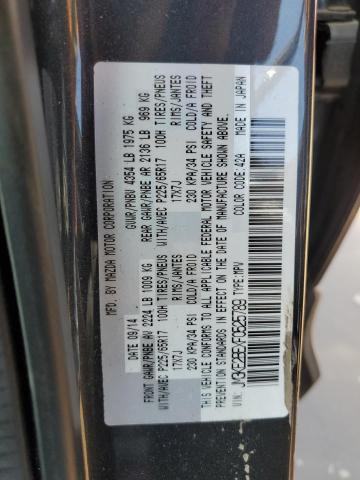 MFD. BY MAZDA MOTOR CORPORATION
DATE 09/14 GVWR/PNBV 4354 LB 1975 KG
FRONT GAWR/PNBE AV 2224 LB 1009 KG REAR GAWR/PNBE AR 2136 LB 969 KG
WITH/AVEC P225/65R17 100H TIRES/PNEUS WITH/AVEC P225/65R17 100H TIRES/PNEUS
17X7J RIMS/JANTES 17X7J RIMS/JANTES
230 KPA/34 PSI COLD/A FROID 230 KPA/34 PSI COLD/A FROID
THIS VEHICLE CONFORMS TO ALL APPLICABLE FEDERAL MOTOR VEHICLE SAFETY AND THEFT
PREVENTION STANDARDS IN EFFECT ON THE DATE OF MANUFACTURE SHOWN ABOVE.
VIN: TYPE:MPV COLOR CODE: 42A MADE IN JAPAN